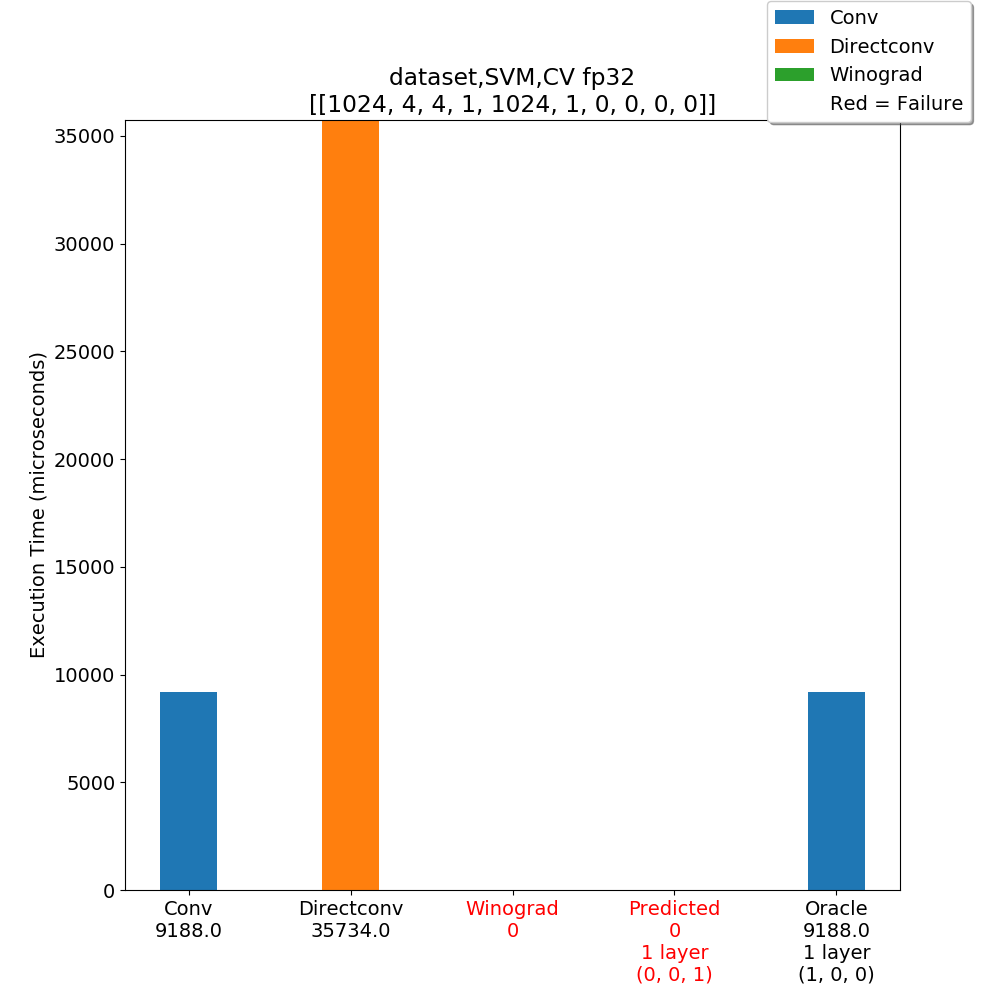 Conv
Directconv
Winograd
Red = Failure
dataset,SVM,CV fp32
[[1024, 4, 4, 1, 1024, 1, 0, 0, 0, 0]]
Execution Time (microseconds)
35000
30000
25000
20000
15000
10000
5000
0
Conv
9188.0
Directconv
35734.0
Winograd
0
Predicted
0
1 layer
(0, 0, 1)
Oracle
9188.0
1 layer
(1, 0, 0)